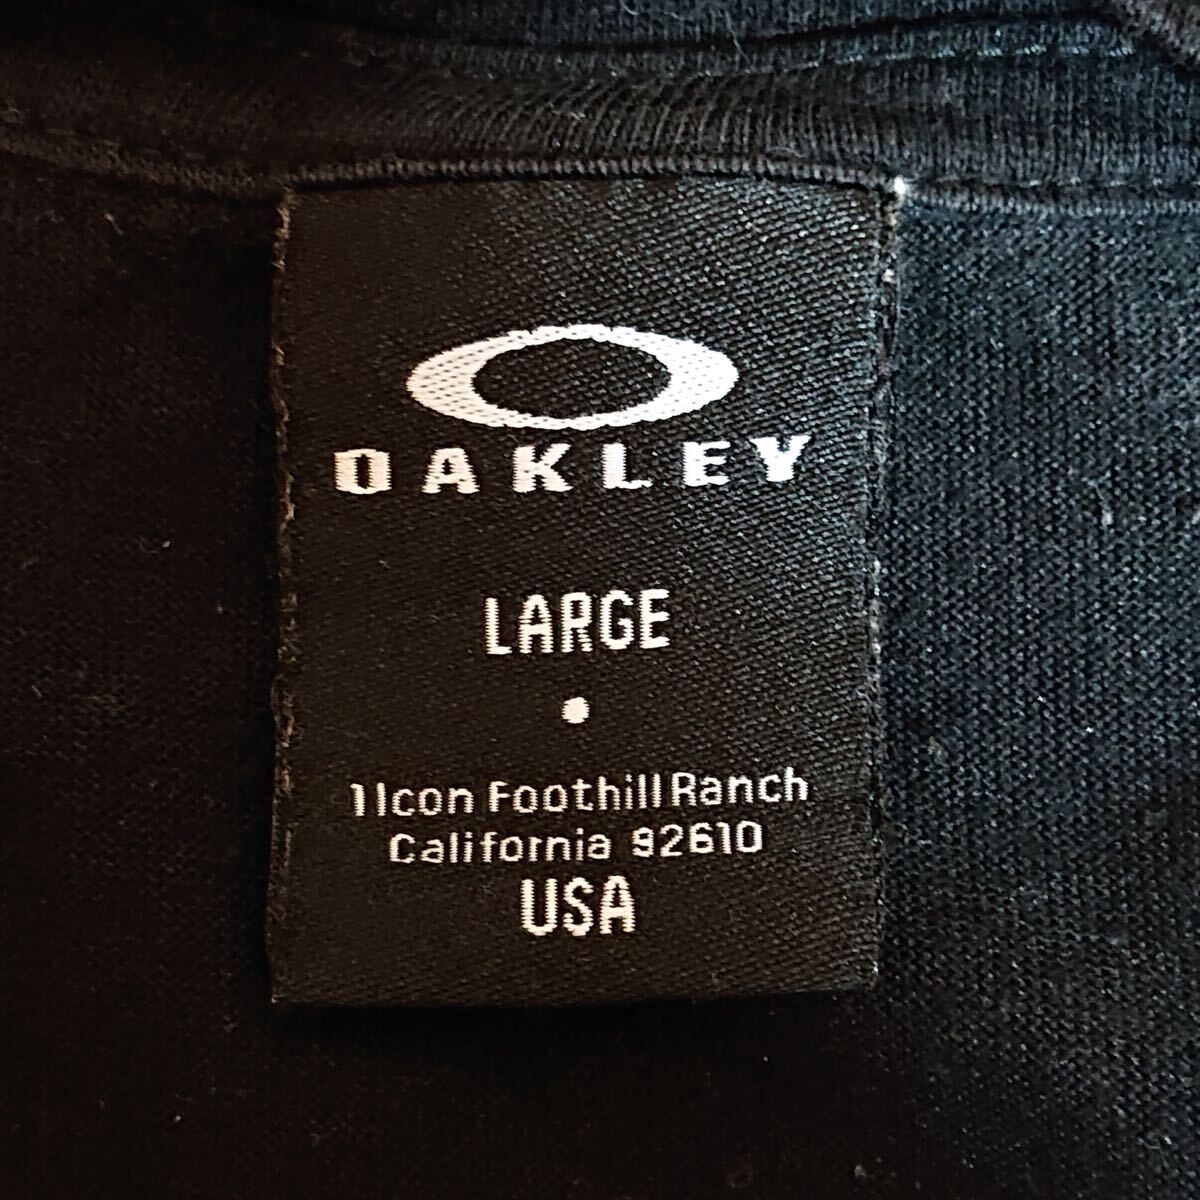 OAKLEY
LARGE
•
1 Icon Foothill Ranch
California 92610
USA